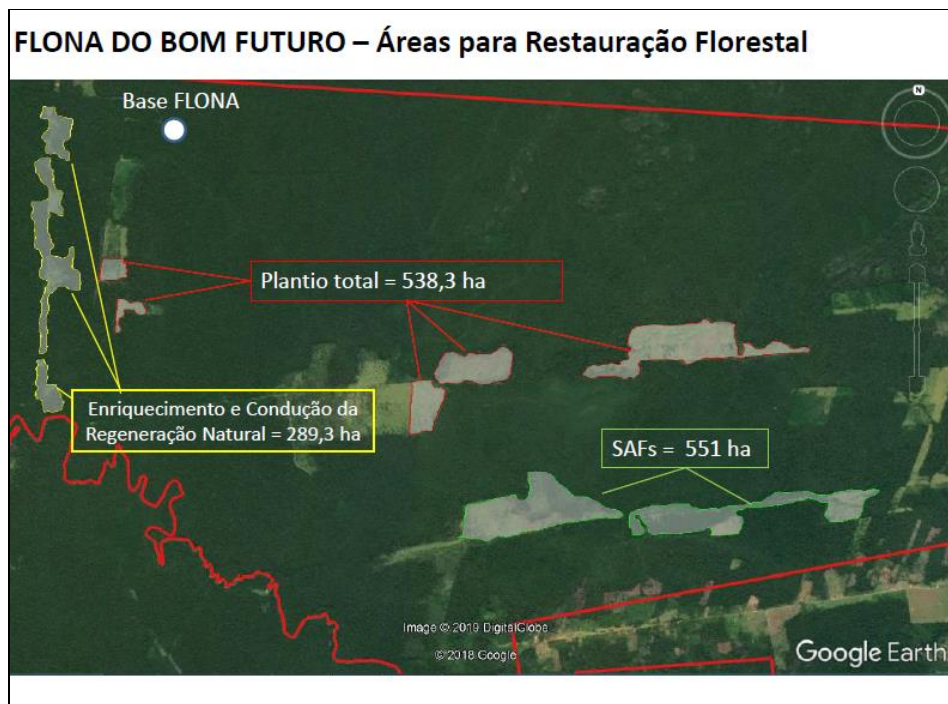 FLONA DO BOM FUTURO – Áreas para Restauração Florestal
Base FLONA
N
Plantio total = 538,3 ha
Enriquecimento e Condução da
Regeneração Natural = 289,3 ha
SAFs = 551 ha
Image © 2019 DigitalGlobe
© 2018 Google
Google Earth